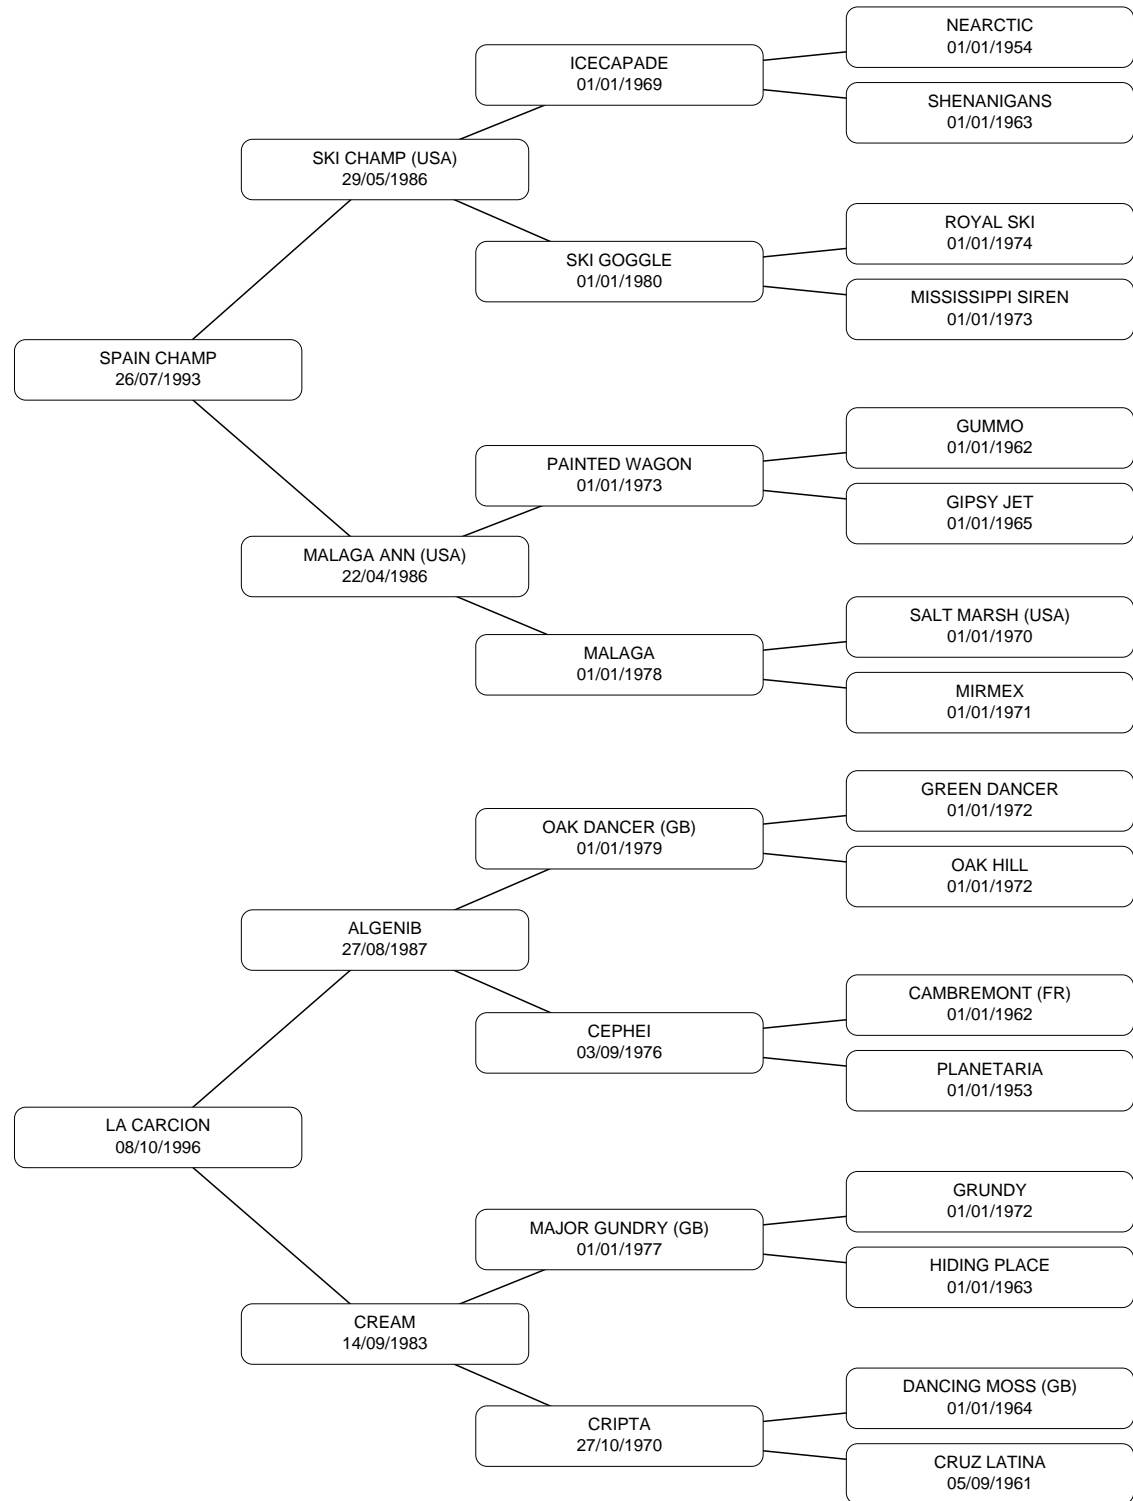 NEARCTIC
01/01/1954
ICECAPADE
01/01/1969
SHENANIGANS
01/01/1963
SKI CHAMP (USA)
29/05/1986
ROYAL SKI
01/01/1974
SKI GOGGLE
01/01/1980
MISSISSIPPI SIREN
01/01/1973
SPAIN CHAMP
26/07/1993
GUMMO
01/01/1962
PAINTED WAGON
01/01/1973
GIPSY JET
01/01/1965
MALAGA ANN (USA)
22/04/1986
SALT MARSH (USA)
01/01/1970
MALAGA
01/01/1978
MIRMEX
01/01/1971
GREEN DANCER
01/01/1972
OAK DANCER (GB)
01/01/1979
OAK HILL
01/01/1972
ALGENIB
27/08/1987
CAMBREMONT (FR)
01/01/1962
CEPHEI
03/09/1976
PLANETARIA
01/01/1953
LA CARCION
08/10/1996
GRUNDY
01/01/1972
MAJOR GUNDRY (GB)
01/01/1977
HIDING PLACE
01/01/1963
CREAM
14/09/1983
DANCING MOSS (GB)
01/01/1964
CRIPTA
27/10/1970
CRUZ LATINA
05/09/1961